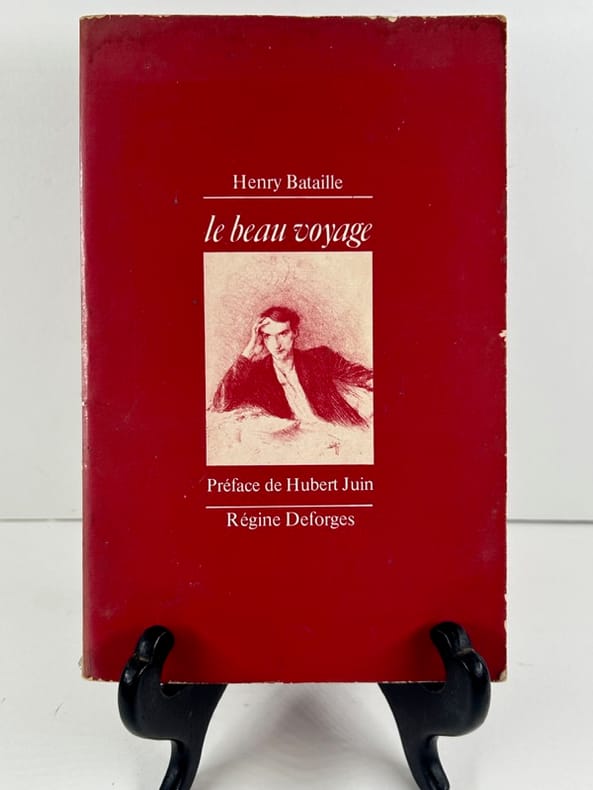 Henry Bataille
le beau voyage
Préface de Hubert Juin
Régine Deforges